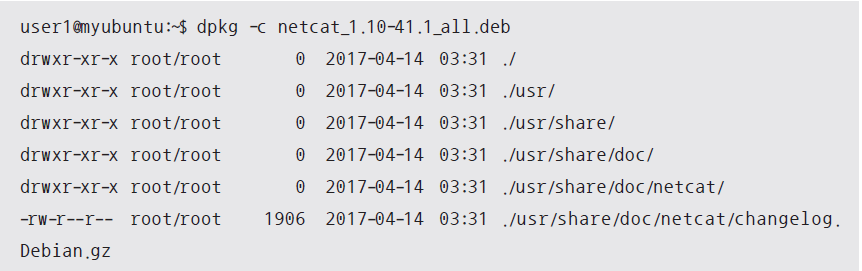 user1@myubuntu:~$ dpkg -c netcat_1.10-41.1_all.deb
drwxr-xr-x root/root 0 2017-04-14 03:31 ./
drwxr-xr-x root/root 0 2017-04-14 03:31 ./usr/
drwxr-xr-x root/root 0 2017-04-14 03:31 ./usr/share/
drwxr-xr-x root/root 0 2017-04-14 03:31 ./usr/share/doc/
drwxr-xr-x root/root 0 2017-04-14 03:31 ./usr/share/doc/netcat/
-rw-r--r-- root/root 1906 2017-04-14 03:31 ./usr/share/doc/netcat/changelog.
Debian.gz